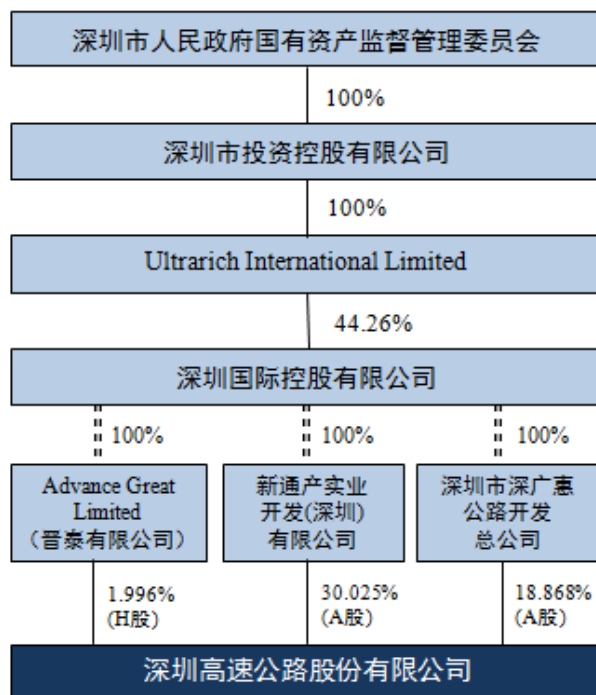 深圳市人民政府国有资产监督管理委员会
100%
深圳市投资控股有限公司
100%
Ultrarich International Limited
44.26%
深圳国际控股有限公司
100%
100%
100%
Advance Great
Limited
（晋泰有限公司）
新通产实业
开发(深圳)
有限公司
深圳市深广惠
公路开发
总公司
1.996%
(H股)
30.025%
(A股)
18.868%
(A股)
深圳高速公路股份有限公司